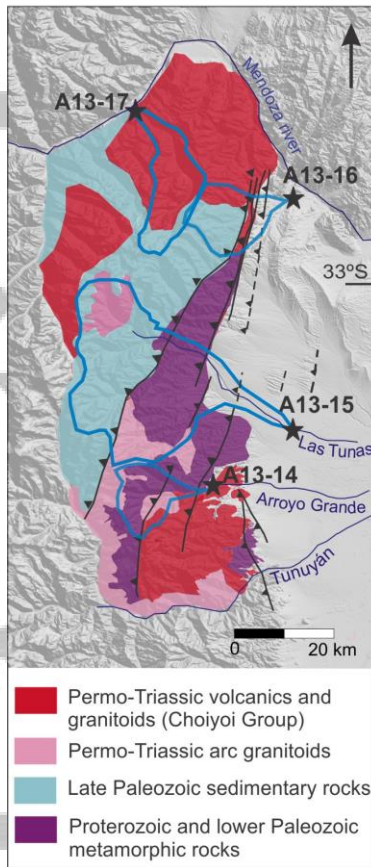 A13-17
Mendoza river
A13-16
33ºS
A13-15
Las Tunas
A13-14
Arroyo Grande
Tunuyán
0 20 km
Permo-Triassic volcanics and
granitoids (Choiyoi Group)
Permo-Triassic arc granitoids
Late Paleozoic sedimentary rocks
Proterozoic and lower Paleozoic
metamorphic rocks